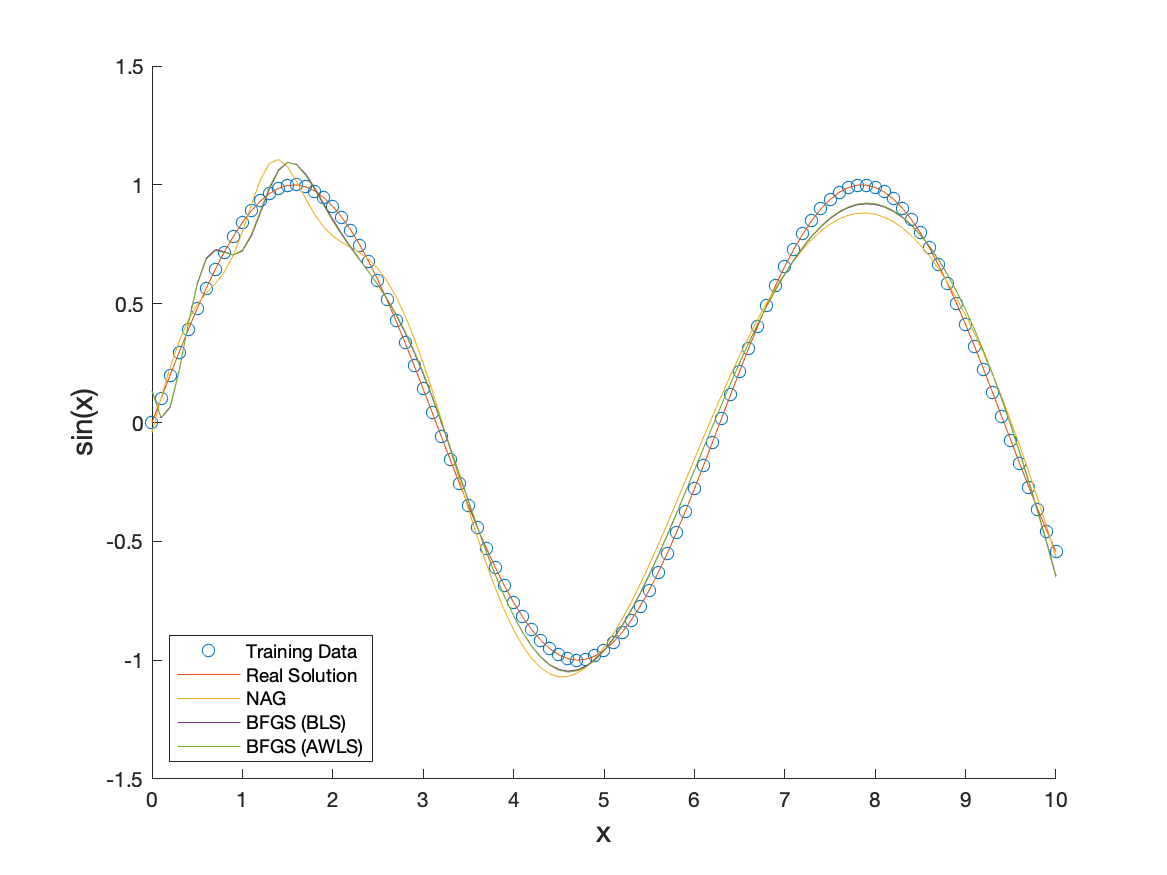 1.5
1
0.5
0
-0.5
-1
-1.5
sin(x)
Training Data
Real Solution
NAG
BFGS (BLS)
BFGS (AWLS)
0 1 2 3 4 5 6 7 8 9 10
x